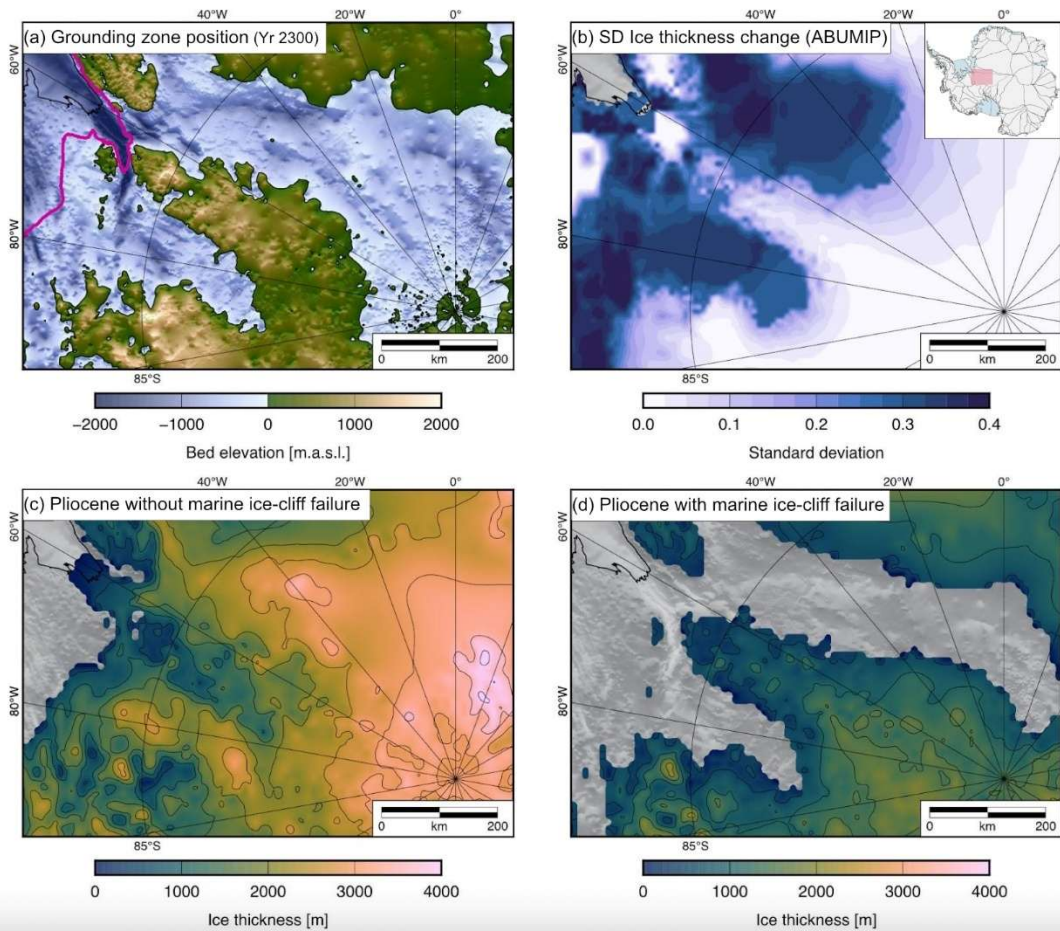 40°W 20°W 0°
(a) Grounding zone position (Yr 2300)
60°W
80°W
85°S
0 200
km
−2000 −1000 0 1000 2000
Bed elevation [m.a.s.l.]
40°W 20°W
(b) SD Ice thickness change (ABUMIP)
60°W
80°W
85°S
0 200
km
0.0 0.1 0.2 0.3 0.4
Standard deviation
40°W 20°W 0°
(c) Pliocene without marine ice-cliff failure
60°W
80°W
85°S
0 200
km
0 1000 2000 3000 4000
Ice thickness [m]
40°W 20°W 0°
(d) Pliocene with marine ice-cliff failure
60°W
80°W
85°S
0 200
km
0 1000 2000 3000 4000
Ice thickness [m]